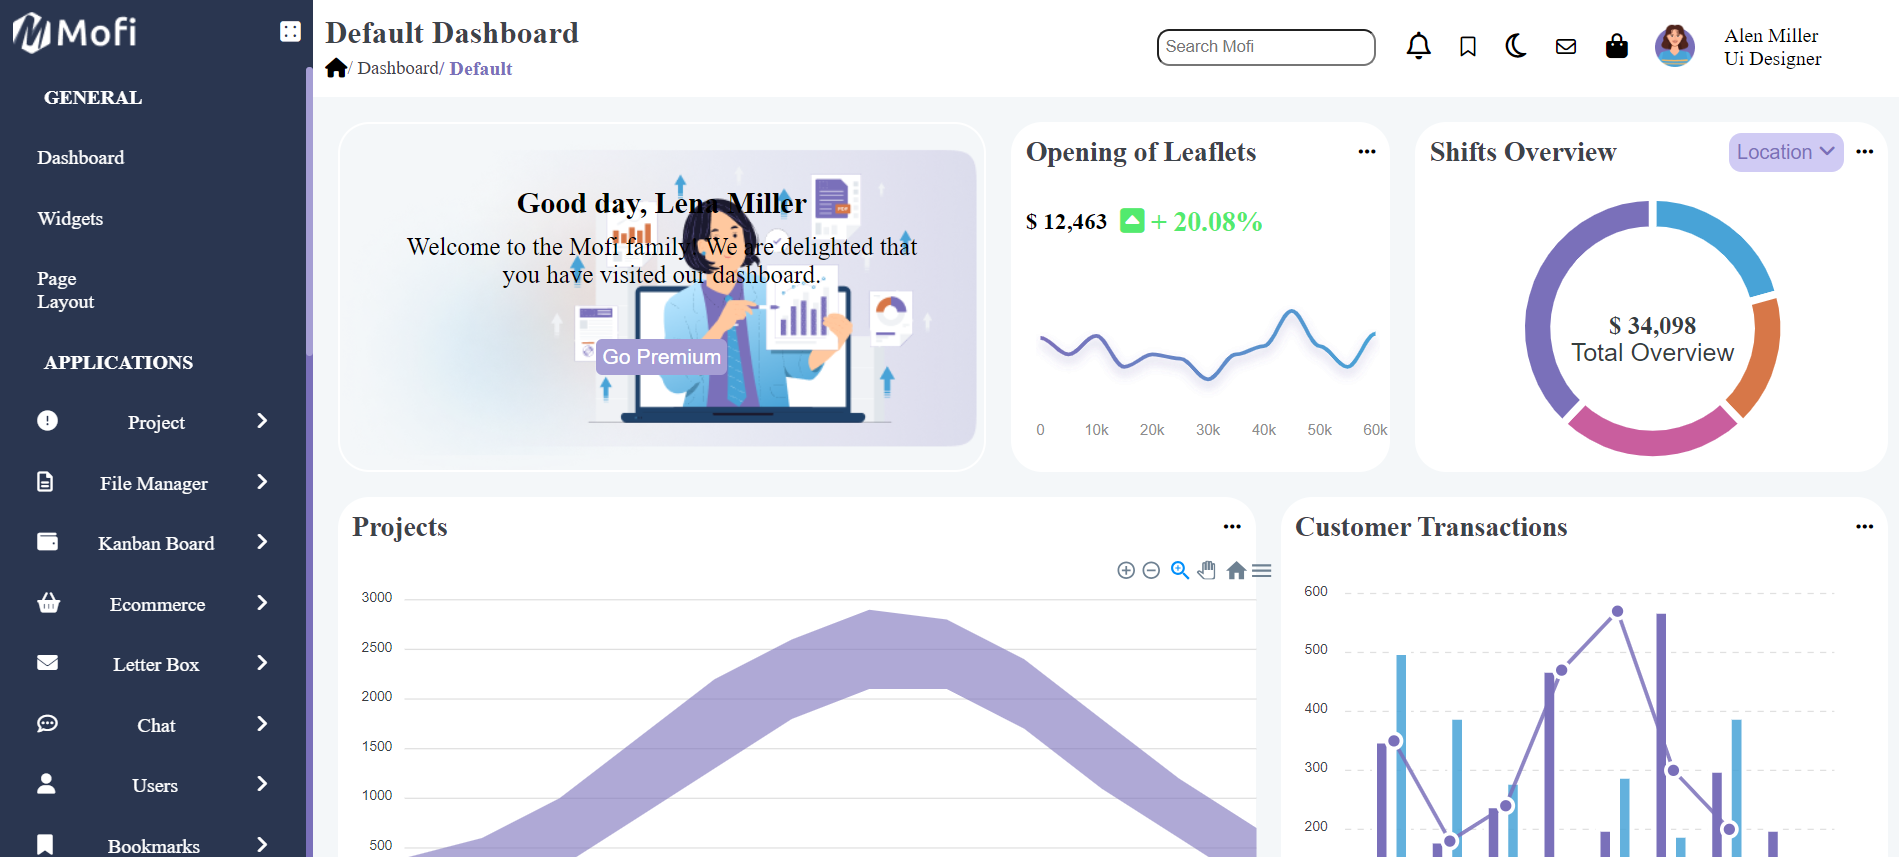 Mofi
GENERAL
Dashboard
Widgets
Page
Layout
APPLICATIONS
Project
File Manager
Kanban Board
Ecommerce
Letter Box
Chat
Users
Bookmarks
Default Dashboard
/ Dashboard/ Default
Search Mofi
Alen Miller
Ui Designer
Good day, Lena Miller
Welcome to the Mofi family! We are delighted that
you have visited our dashboard.
PDF
Go Premium
Opening of Leaflets
$ 12,463 + 20.08%
0 10k 20k 30k 40k 50k 60k
Shifts Overview
Location
$ 34,098
Total Overview
Projects
3000
2500
2000
1500
1000
500
Customer Transactions
600
500
400
300
200